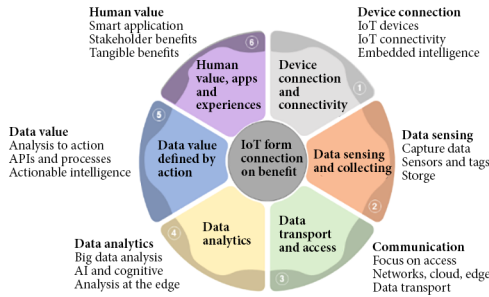 Human value
Smart application
Stakeholder benefits
Tangible benefits
Device connection
IoT devices
IoT connectivity
Embedded intelligence
6
Human
value, apps
and
experiences
Device
connection
and
connectivity
1
5
Data value
Analysis to action
APIs and processes
Actionable intelligence
Data value
defined by
action
IoT form
connection
on benefit
Data sensing
and collecting
Data sensing
Capture data
Sensors and tags
Storge
2
4
Data
analytics
Data
transport
and access
3
Data analytics
Big data analysis
AI and cognitive
Analysis at the edge
Communication
Focus on access
Networks, cloud, edge
Data transport